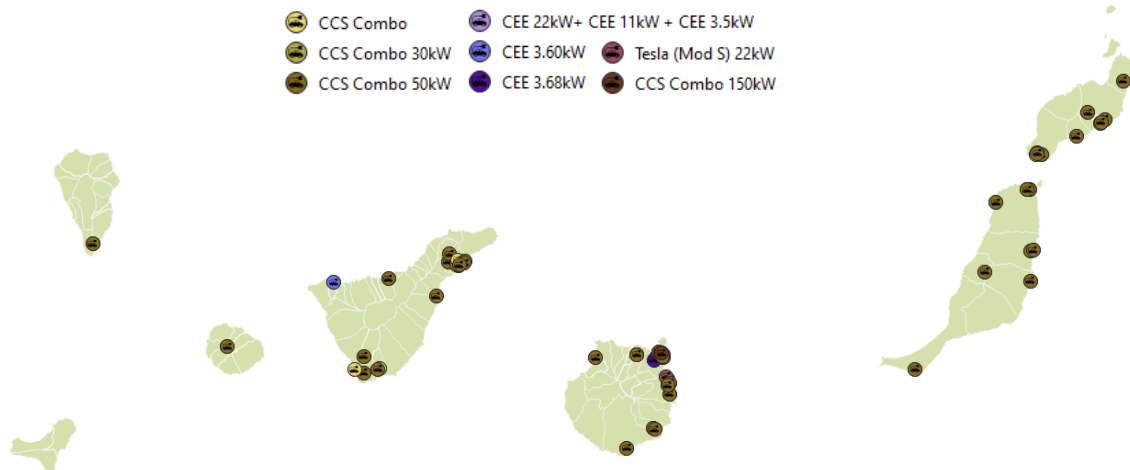 CCS Combo
CCS Combo 30kW
CCS Combo 50kW
CEE 22kW+ CEE 11kW + CEE 3.5kW
CEE 3.60kW
CEE 3.68kW
Tesla (Mod S) 22kW
CCS Combo 150kW